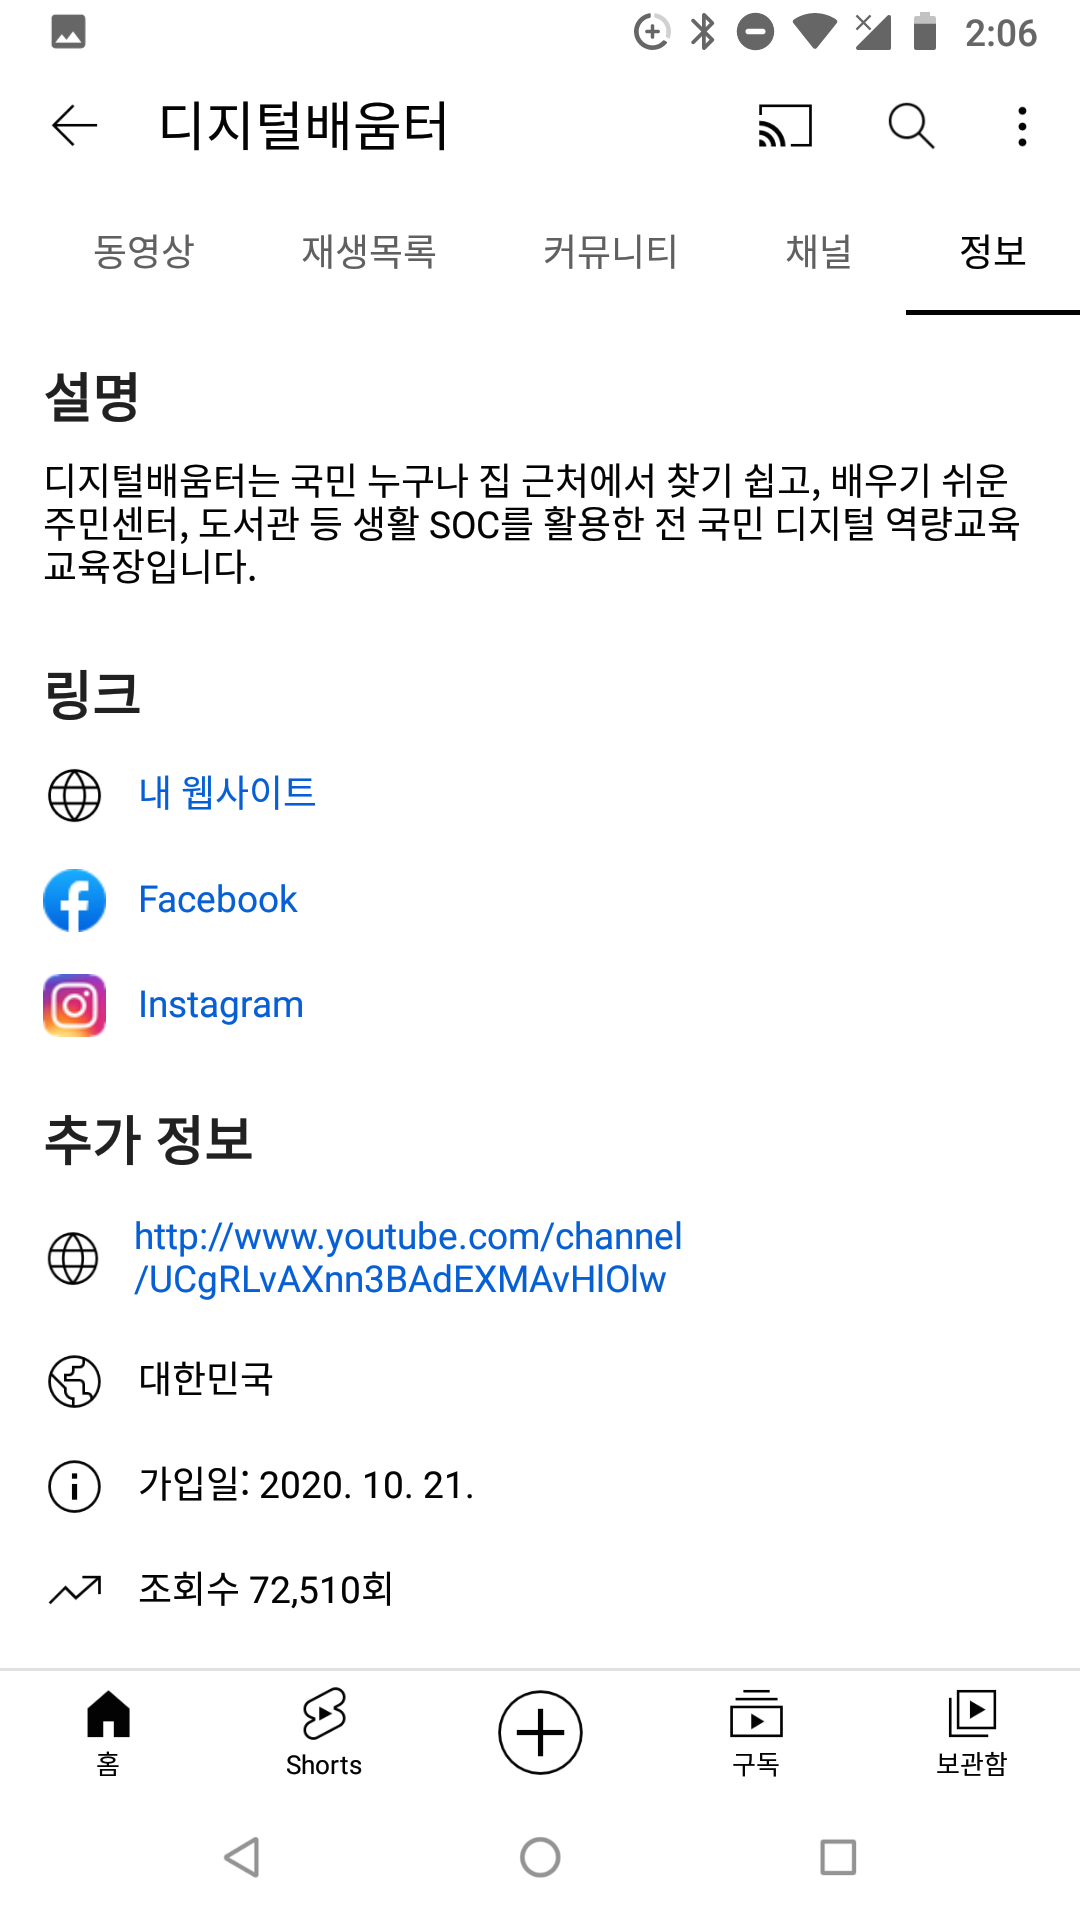 2:06
디지털배움터
동영상 재생목록 커뮤니티 채널 정보
설명
디지털배움터는 국민 누구나 집 근처에서 찾기 쉽고, 배우기 쉬운
주민센터, 도서관 등 생활 SOC를 활용한 전 국민 디지털 역량교육
교육장입니다.
링크
내 웹사이트
Facebook
Instagram
추가 정보
http://www.youtube.com/channel
/UCgRLvAXnn3BAdEXMAvHlOlw
대한민국
가입일: 2020. 10. 21.
조회수 72,510회
홈 Shorts 구독 보관함